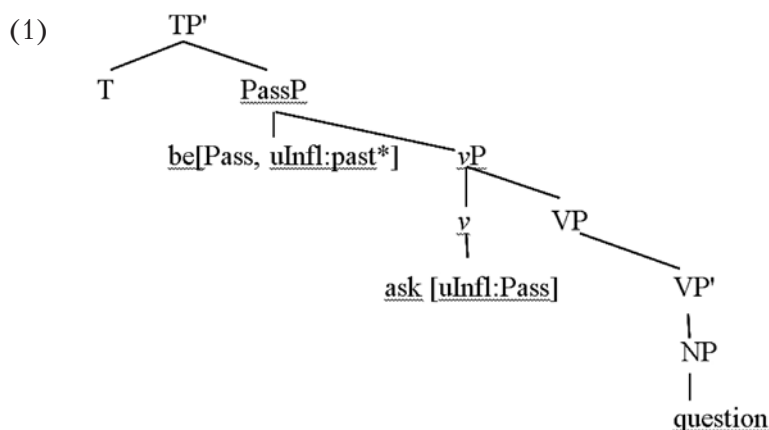 (1)
TP'
T PassP
be[Pass, uInfl:past*] vP
v VP
ask [uInfl:Pass] VP'
NP
question